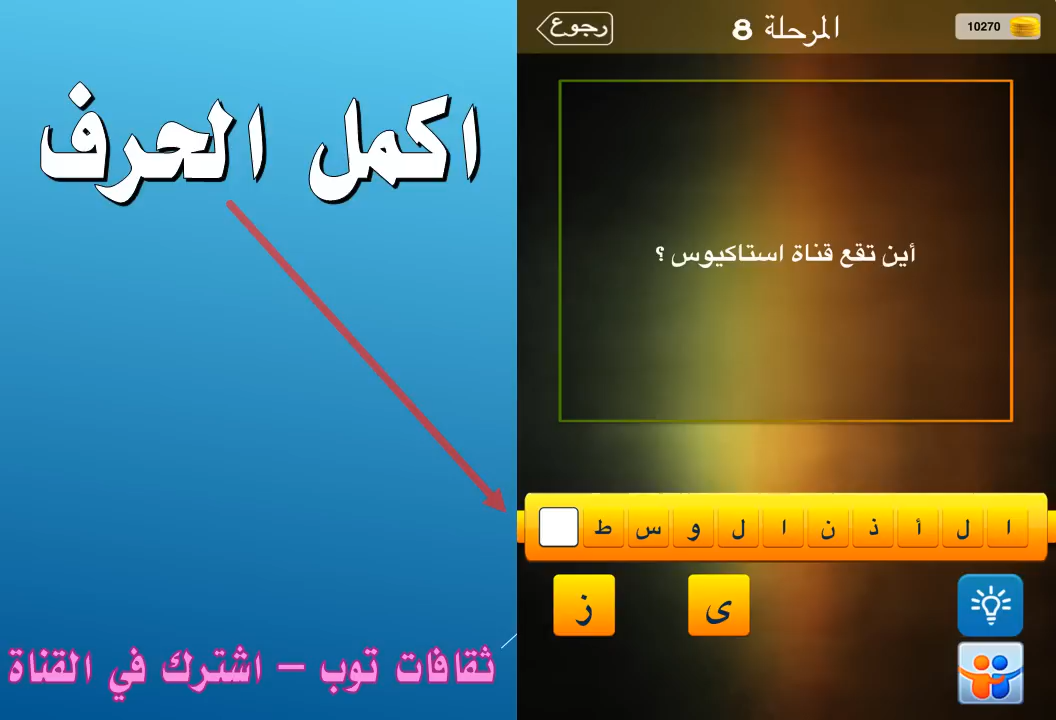 اكمل الحرف
ثقافات توب – اشترك في القناة
رجوع
المرحلة 8
10270
أين تقع قناة استاكيوس ؟
ا ل أ ذ ن ا ل و س ط
ز ى